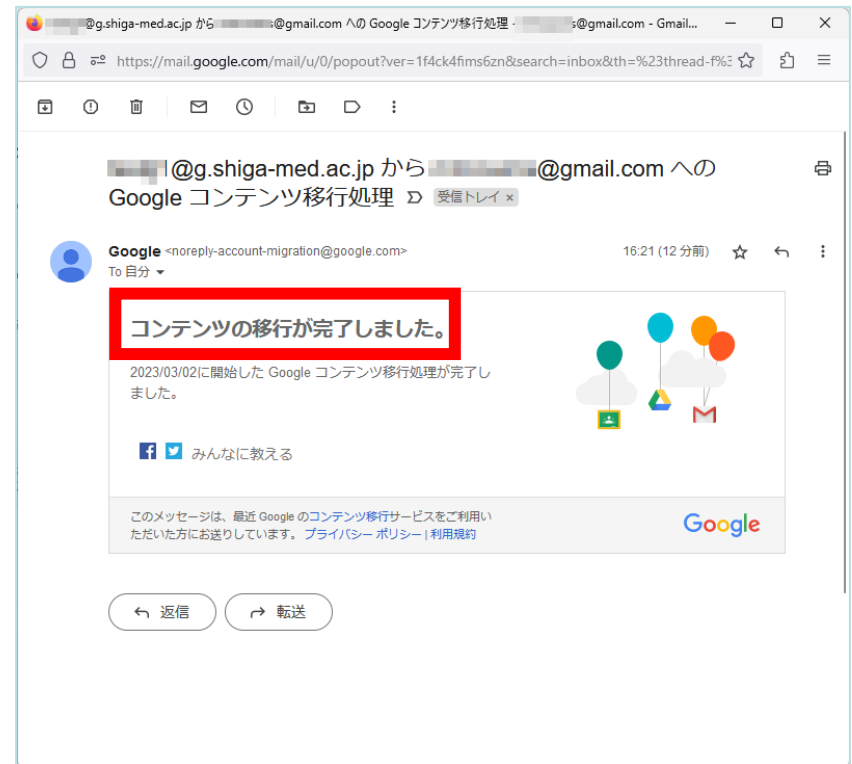 @g.shiga-med.ac.jp から @gmail.com への Google コンテンツ移行処理 - s@gmail.com - Gmail...
https://mail.google.com/mail/u/0/popout?ver=1f4ck4fims6zn&search=inbox&th=%23thread-f%3
@g.shiga-med.ac.jp から @gmail.com への
Google コンテンツ移行処理 受信トレイ ×
Google <noreply-account-migration@google.com> 16:21 (12 分前)
To 自分
コンテンツの移行が完了しました。
2023/03/02に開始した Google コンテンツ移行処理が完了し
ました。
みんなに教える
このメッセージは、最近 Google のコンテンツ移行サービスをご利用い
ただいた方にお送りしています。 プライバシー ポリシー | 利用規約
Google
返信 転送